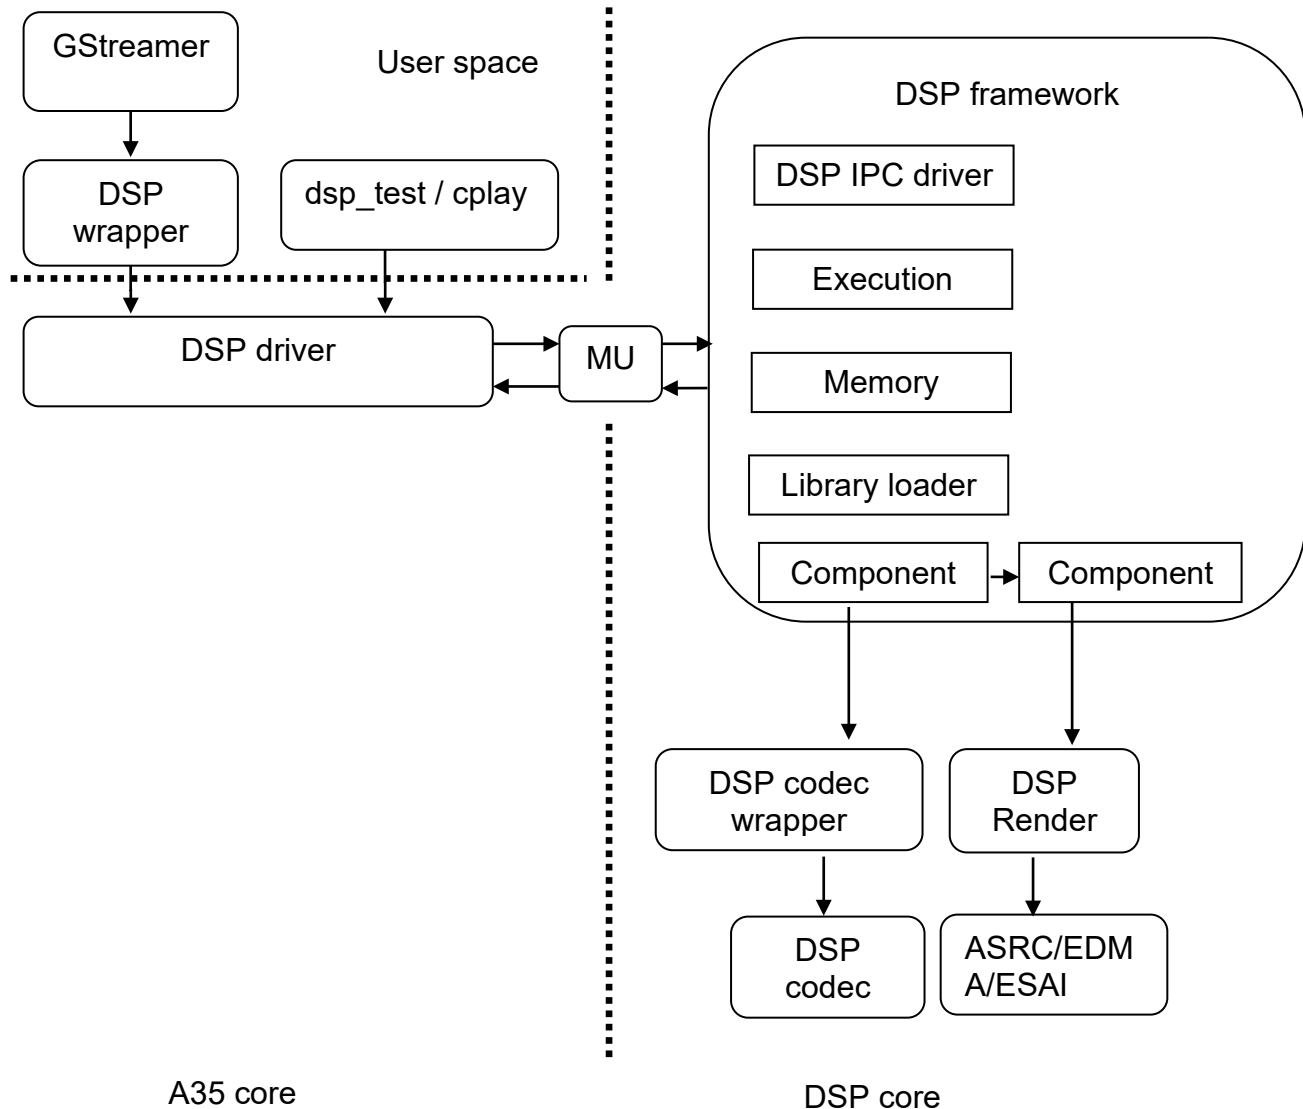 GStreamer
User space
DSP framework
DSP
wrapper
dsp_test / cplay
DSP IPC driver
Execution
DSP driver
MU
Memory
Library loader
Component
Component
DSP codec
wrapper
DSP
Render
DSP
codec
ASRC/EDM
A/ESAI
A35 core
DSP core